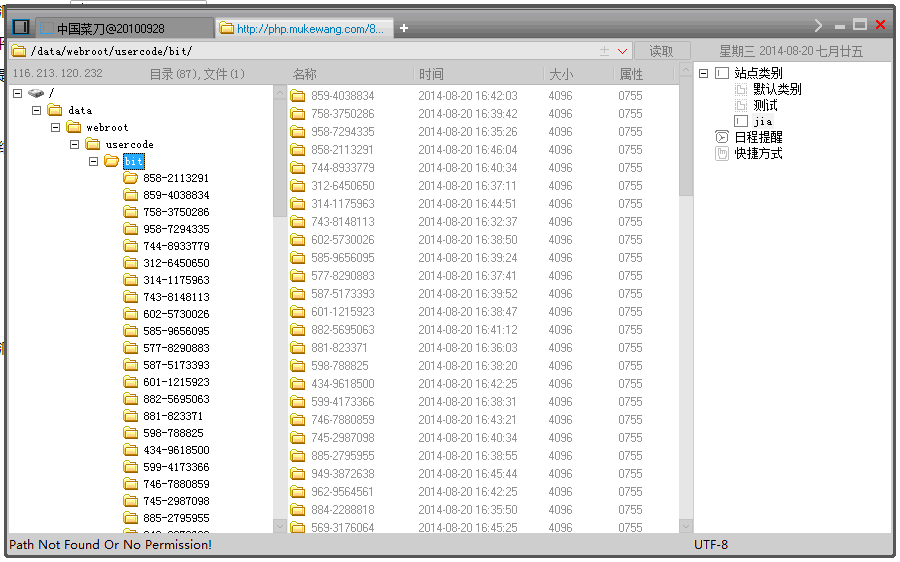 中国菜刀@20100928
http://php.mukewang.com/8...
/data/webroot/usercode/bit/
读取
星期三 2014-08-20 七月廿五
116.213.120.232 目录(87),文件(1)
名称 时间 大小 属性
/
data
webroot
usercode
bit
858-2113291
859-4038834
758-3750286
958-7294335
744-8933779
312-6450650
314-1175963
743-8148113
602-5730026
585-9656095
577-8290883
587-5173393
601-1215923
882-5695063
881-823371
598-788825
434-9618500
599-4173366
746-7880859
745-2987098
885-2795955
859-4038834 2014-08-20 16:42:03 4096 0755
758-3750286 2014-08-20 16:39:42 4096 0755
958-7294335 2014-08-20 16:35:26 4096 0755
858-2113291 2014-08-20 16:46:04 4096 0755
744-8933779 2014-08-20 16:40:34 4096 0755
312-6450650 2014-08-20 16:37:11 4096 0755
314-1175963 2014-08-20 16:44:51 4096 0755
743-8148113 2014-08-20 16:32:37 4096 0755
602-5730026 2014-08-20 16:38:50 4096 0755
585-9656095 2014-08-20 16:39:24 4096 0755
577-8290883 2014-08-20 16:37:41 4096 0755
587-5173393 2014-08-20 16:39:52 4096 0755
601-1215923 2014-08-20 16:38:47 4096 0755
882-5695063 2014-08-20 16:41:12 4096 0755
881-823371 2014-08-20 16:36:03 4096 0755
598-788825 2014-08-20 16:38:20 4096 0755
434-9618500 2014-08-20 16:42:25 4096 0755
599-4173366 2014-08-20 16:38:31 4096 0755
746-7880859 2014-08-20 16:43:21 4096 0755
745-2987098 2014-08-20 16:40:34 4096 0755
885-2795955 2014-08-20 16:38:55 4096 0755
949-3872638 2014-08-20 16:45:44 4096 0755
962-9564561 2014-08-20 16:42:25 4096 0755
884-2288818 2014-08-20 16:35:50 4096 0755
569-3176064 2014-08-20 16:45:25 4096 0755
站点类别
默认类别
测试
jia
日程提醒
快捷方式
Path Not Found Or No Permission!
UTF-8